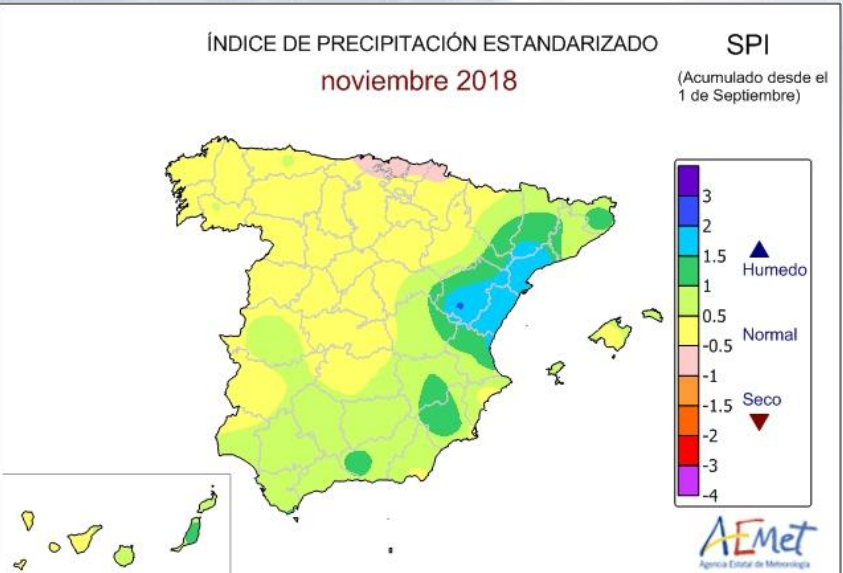 ÍNDICE DE PRECIPITACIÓN ESTANDARIZADO
noviembre 2018
SPI
(Acumulado desde el
1 de Septiembre)
3
2
1.5
1
0.5
-0.5
-1
-1.5
-2
-3
-4
Humedo
Normal
Seco
AEMet
Agencia Estatal de Meteorología